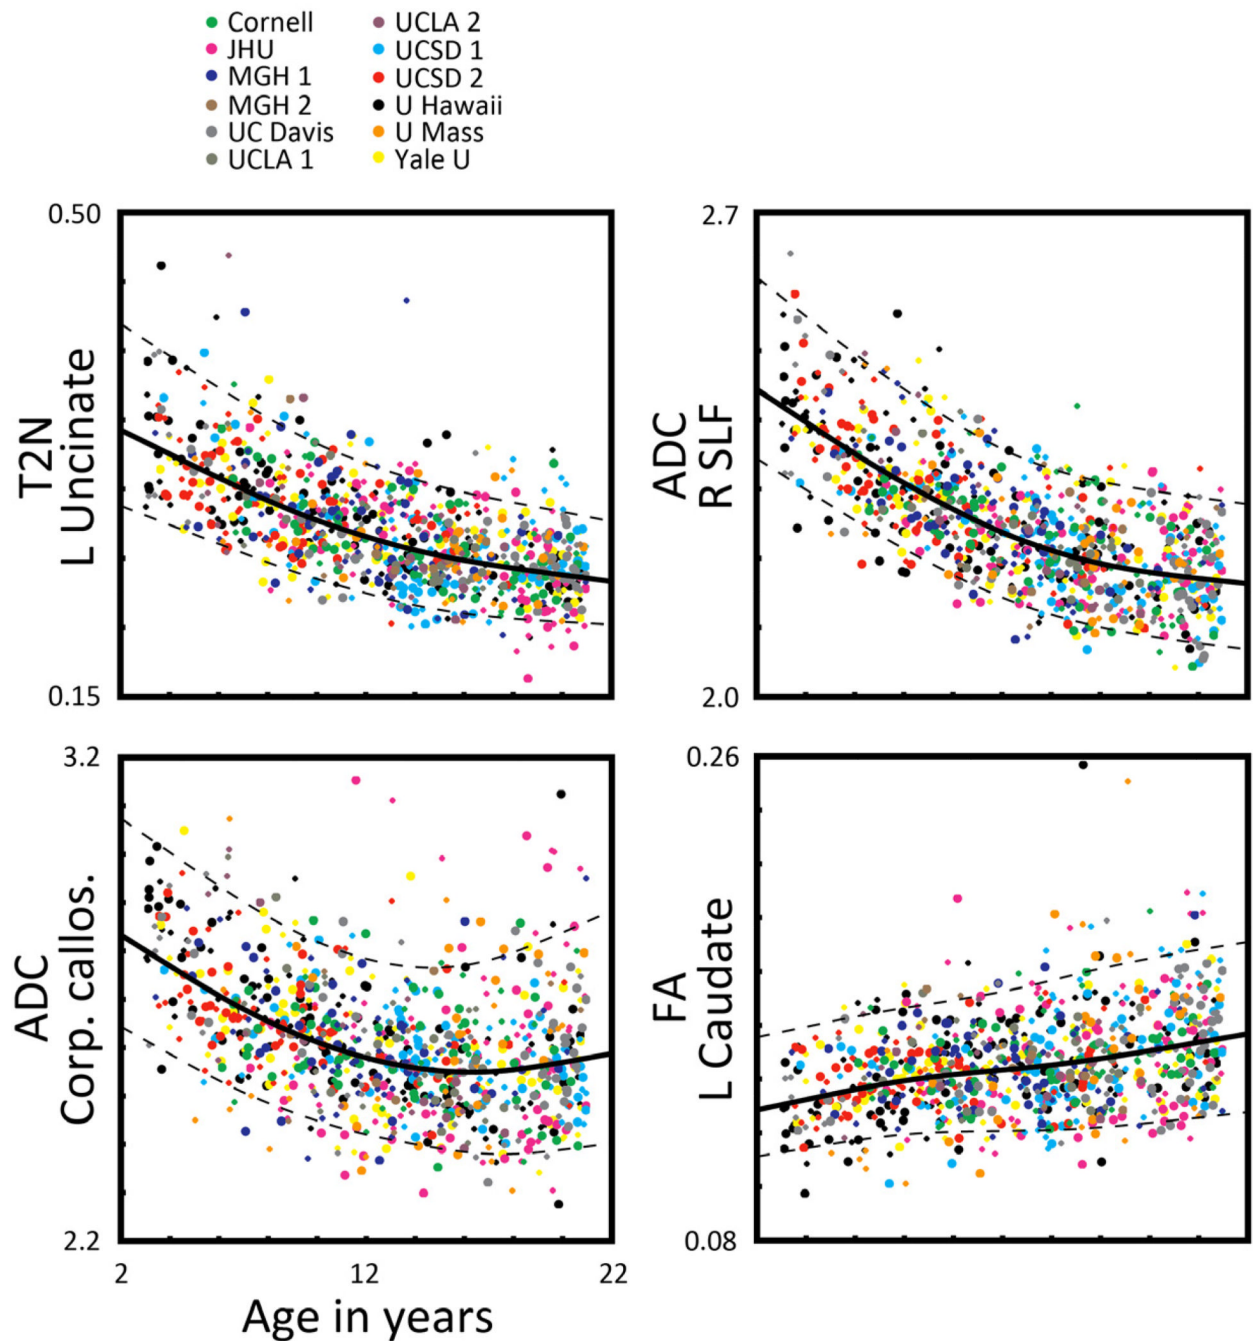 Cornell
JHU
MGH 1
MGH 2
UC Davis
UCLA 1
UCLA 2
UCSD 1
UCSD 2
U Hawaii
U Mass
Yale U
0.50
T2N
L Uncinate
0.15
2.7
ADC
R SLF
2.0
3.2
ADC
Corp. callos.
2.2
2
12
22
Age in years
0.26
FA
L Caudate
0.08